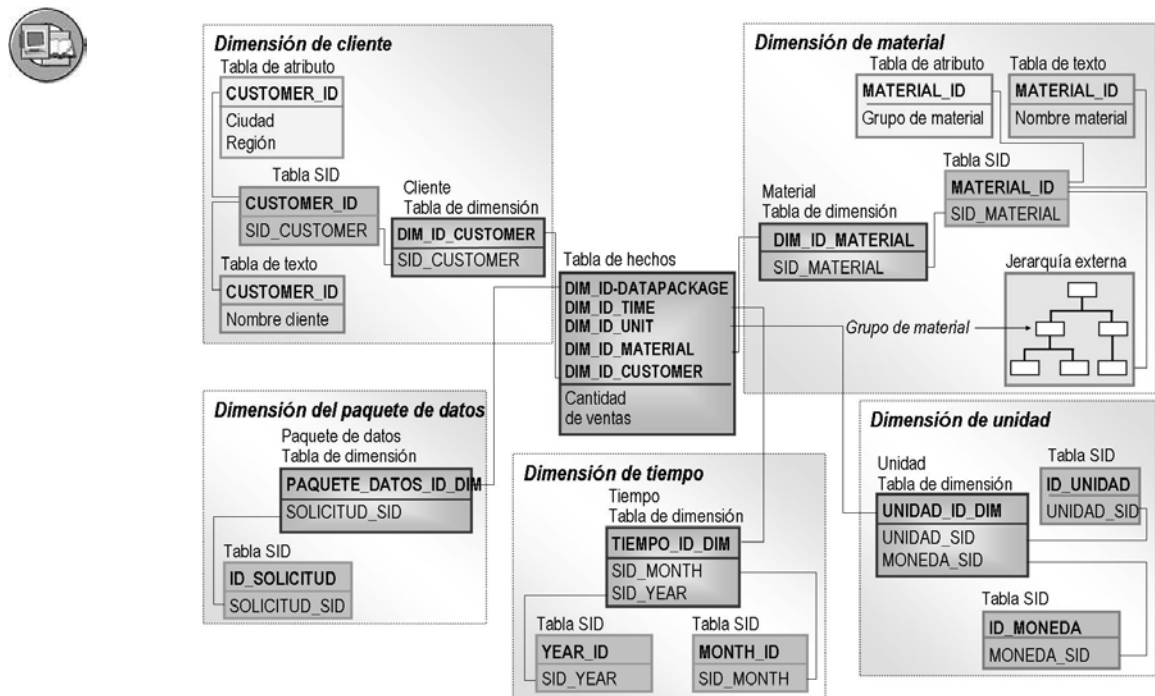 Dimensión de cliente
Tabla de atributo
CUSTOMER_ID
Ciudad
Región
Tabla SID
CUSTOMER_ID
SID_CUSTOMER
Cliente
Tabla de dimensión
DIM_ID_CUSTOMER
SID_CUSTOMER
Tabla de texto
CUSTOMER_ID
Nombre cliente
Dimensión de material
Tabla de atributo
MATERIAL_ID
Grupo de material
Tabla de texto
MATERIAL_ID
Nombre material
Tabla SID
MATERIAL_ID
SID_MATERIAL
Material
Tabla de dimensión
DIM_ID_MATERIAL
SID_MATERIAL
Jerarquía externa
Grupo de material
Tabla de hechos
DIM_ID-DATAPACKAGE
DIM_ID_TIME
DIM_ID_UNIT
DIM_ID_MATERIAL
DIM_ID_CUSTOMER
Cantidad
de ventas
Dimensión del paquete de datos
Paquete de datos
Tabla de dimensión
PAQUETE_DATOS_ID_DIM
SOLICITUD_SID
Tabla SID
ID_SOLICITUD
SOLICITUD_SID
Dimensión de tiempo
Tiempo
Tabla de dimensión
TIEMPO_ID_DIM
SID_MONTH
SID_YEAR
Tabla SID
YEAR_ID
SID_YEAR
Tabla SID
MONTH_ID
SID_MONTH
Dimensión de unidad
Unidad
Tabla de dimensión
UNIDAD_ID_DIM
UNIDAD_SID
MONEDA_SID
Tabla SID
ID_UNIDAD
UNIDAD_SID
Tabla SID
ID_MONEDA
MONEDA_SID